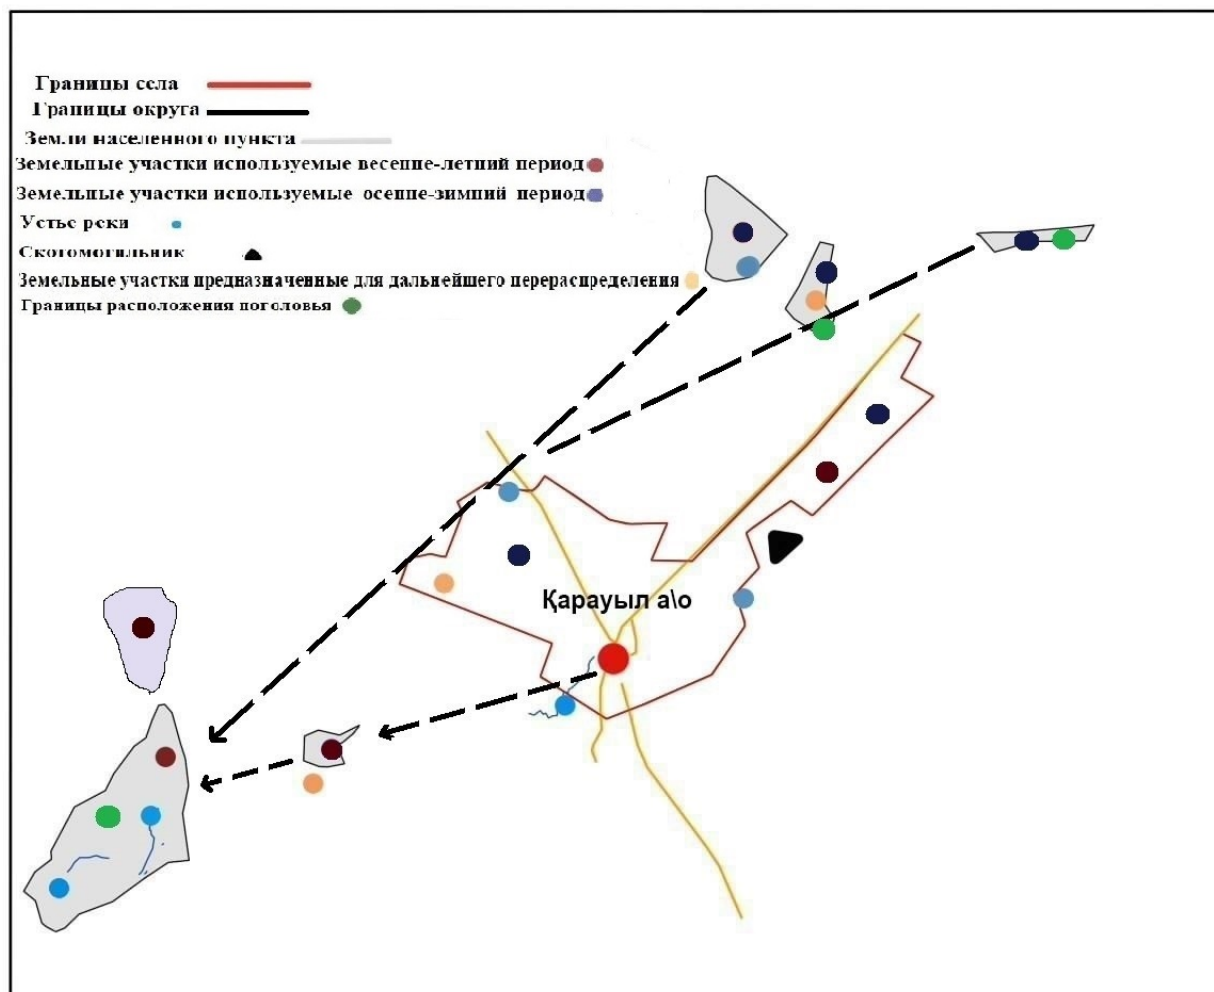 Границы села
Границы округа
Земли населенного пункта
Земельные участки используемые весенне-летний период
Земельные участки используемые осенне-зимний период
Устье реки
Скотомогильник
Земельные участки предназначенные для дальнейшего перераспределения
Границы расположения поголовья
Қарауыл а\о